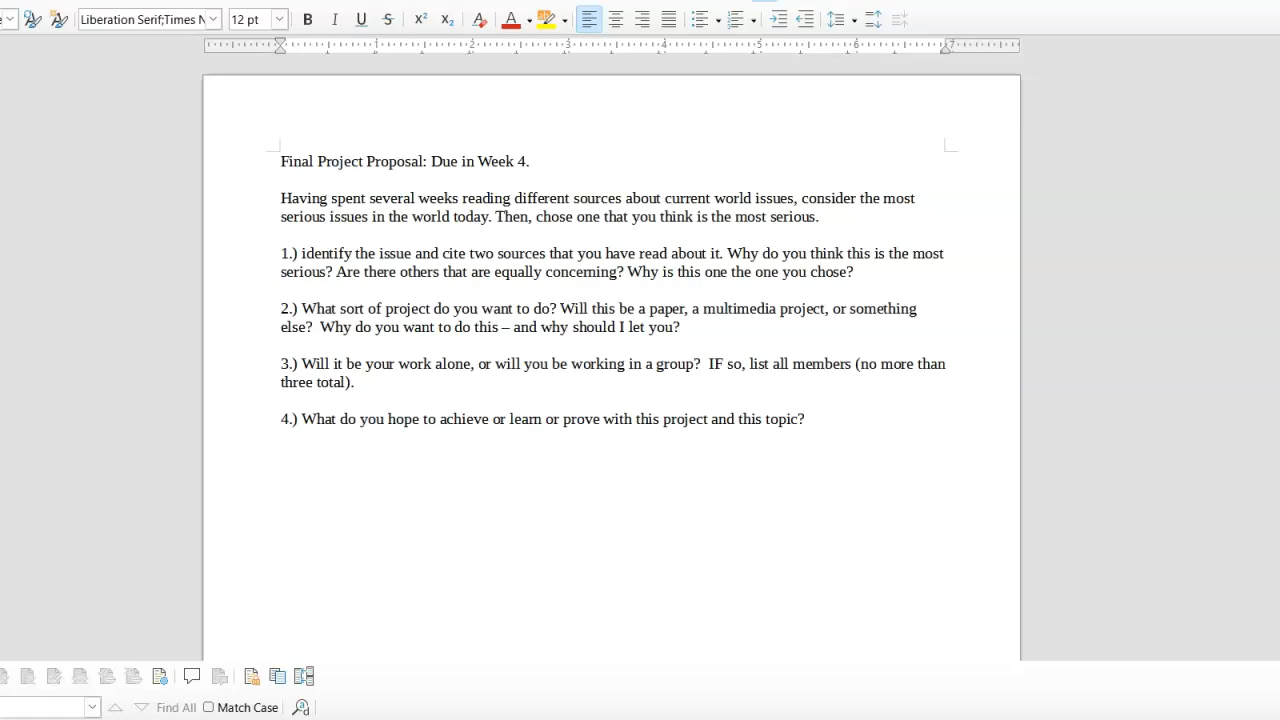 Liberation Serif;Times N 12 pt
1 2 3 4 5 6 7
Final Project Proposal: Due in Week 4.
Having spent several weeks reading different sources about current world issues, consider the most
serious issues in the world today. Then, chose one that you think is the most serious.
1.) identify the issue and cite two sources that you have read about it. Why do you think this is the most
serious? Are there others that are equally concerning? Why is this one the one you chose?
2.) What sort of project do you want to do? Will this be a paper, a multimedia project, or something
else?  Why do you want to do this – and why should I let you?
3.) Will it be your work alone, or will you be working in a group?  IF so, list all members (no more than
three total).
4.) What do you hope to achieve or learn or prove with this project and this topic?
Find All Match Case